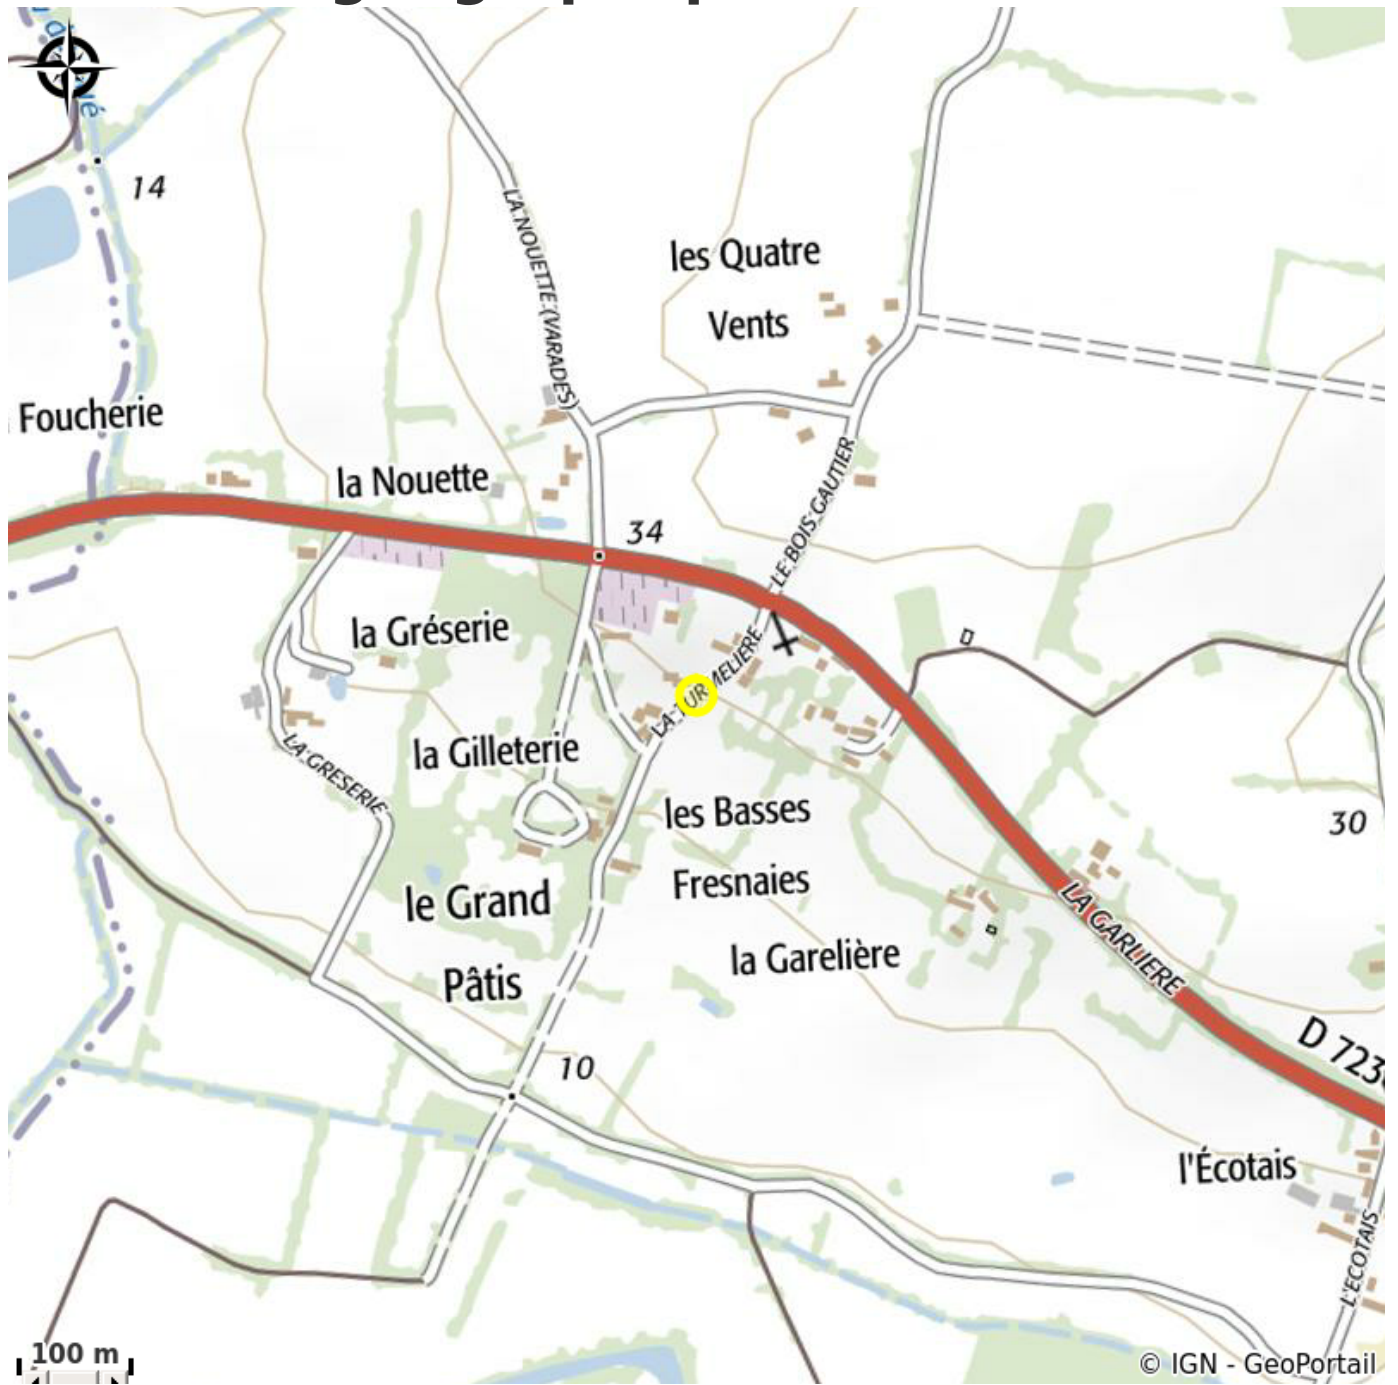 14
LA NOUETTE (VARADES)
les Quatre
Vents
Foucherie
la Nouette
34
LE BOIS GAUTIER
la Gréserie
LA TURMELIERE
la Gilleterie
LA GRESERIE
les Basses
Fresnaies
30
le Grand
Pâtis
la Garelière
LA GARLIERE
10
D 723
l'Écotais
L'ECOTAIS
100 m
© IGN - GeoPortail